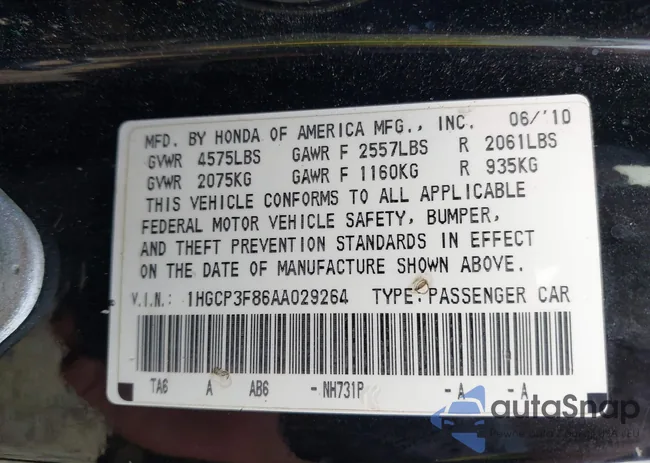 MFD. BY HONDA OF AMERICA MFG., INC. 06/'10
GVWR 4575LBS GAWR F 2557LBS R 2061LBS
GVWR 2075KG GAWR F 1160KG R 935KG
THIS VEHICLE CONFORMS TO ALL APPLICABLE
FEDERAL MOTOR VEHICLE SAFETY, BUMPER,
AND THEFT PREVENTION STANDARDS IN EFFECT
ON THE DATE OF MANUFACTURE SHOWN ABOVE.
V.I.N.: 1HGCP3F86AA029264 TYPE:PASSENGER CAR
TA6 A AB6 - NH731P - A - A
autoSnap